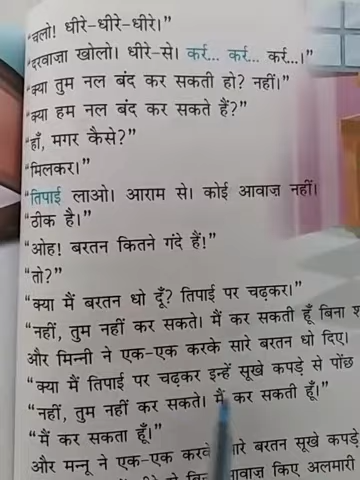 “चलो! धीरे-धीरे-धीरे।”
“दरवाज़ा खोलो। धीरे-से। कर्र... कर्र... कर्र...।”
“क्या तुम नल बंद कर सकती हो? नहीं।”
“क्या हम नल बंद कर सकते हैं?”
“हाँ, मगर कैसे?”
“मिलकर।”
“तिपाई लाओ। आराम से। कोई आवाज़ नहीं।
“ठीक है।”
“ओह! बरतन कितने गंदे हैं!”
“तो?”
“क्या मैं बरतन धो दूँ? तिपाई पर चढ़कर।”
“नहीं, तुम नहीं कर सकते। मैं कर सकती हूँ बिना
और मिन्नी ने एक-एक करके सारे बरतन धो दिए।
“क्या मैं तिपाई पर चढ़कर इन्हें सूखे कपड़े से पोंछ
“नहीं, तुम नहीं कर सकते। मैं कर सकती हूँ।”
“मैं कर सकता हूँ।”
और मन्नू ने एक-एक करके सारे बरतन सूखे कपड़े
आवाज़ किए अलमारी